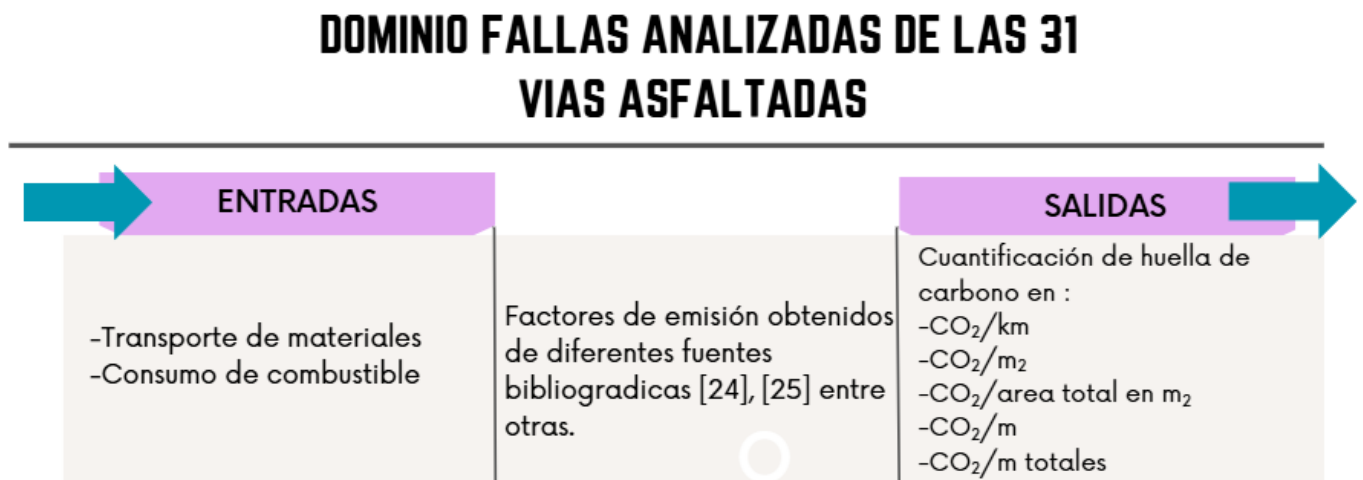 DOMINIO FALLAS ANALIZADAS DE LAS 31
VIAS ASFALTADAS
ENTRADAS
-Transporte de materiales
-Consumo de combustible
Factores de emisión obtenidos
de diferentes fuentes
bibliogradicas [24], [25] entre
otras.
SALIDAS
Cuantificación de huella de
carbono en :
-CO₂/km
-CO₂/m₂
-CO₂/area total en m₂
-CO₂/m
-CO₂/m totales